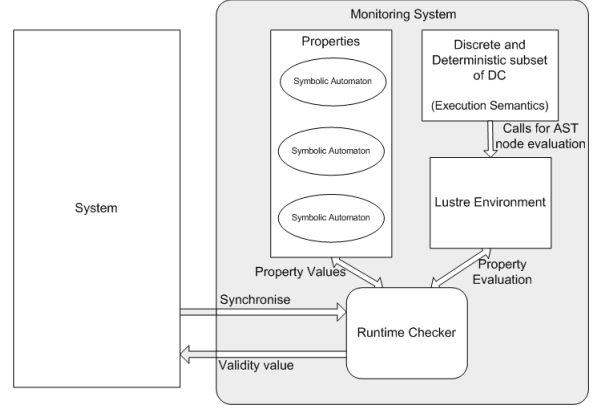 Monitoring System
Properties
Symbolic Automaton
Symbolic Automaton
Symbolic Automaton
Discrete and
Deterministic subset
of DC
(Execution Semantics)
Calls for AST
node evaluation
Lustre Environment
System
Property Values
Property
Evaluation
Synchronise
Runtime Checker
Validity value